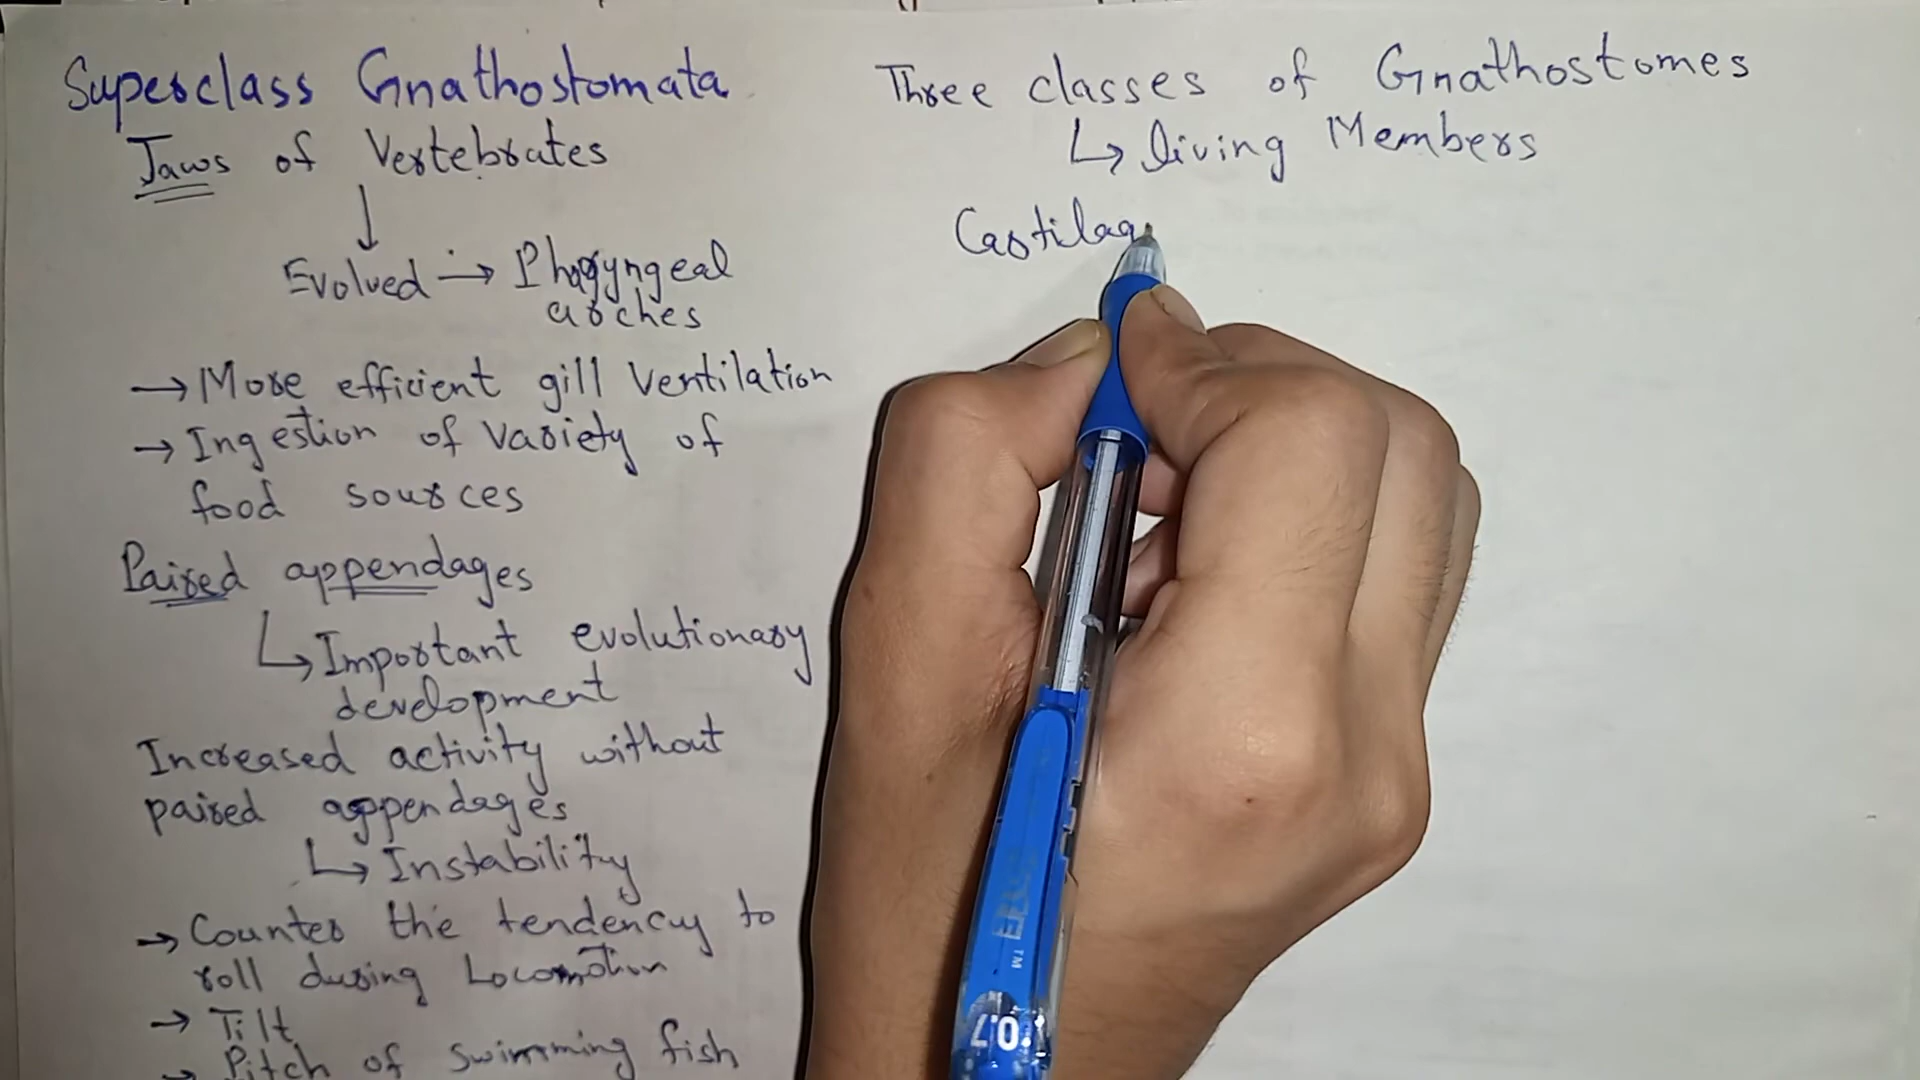 Superclass Gnathostomata
Jaws of Vertebrates
Evolved → Pharyngeal
arches
→ More efficient gill Ventilation
→ Ingestion of Variety of
food sources
Paired appendages
↳ Important evolutionary
development
Increased activity without
paired appendages
↳ Instability
→ Counter the tendency to
roll during Locomotion
→ Tilt
→ Pitch of swimming fish
Three classes of Gnathostomes
↳ living Members
Cartilag
0.7